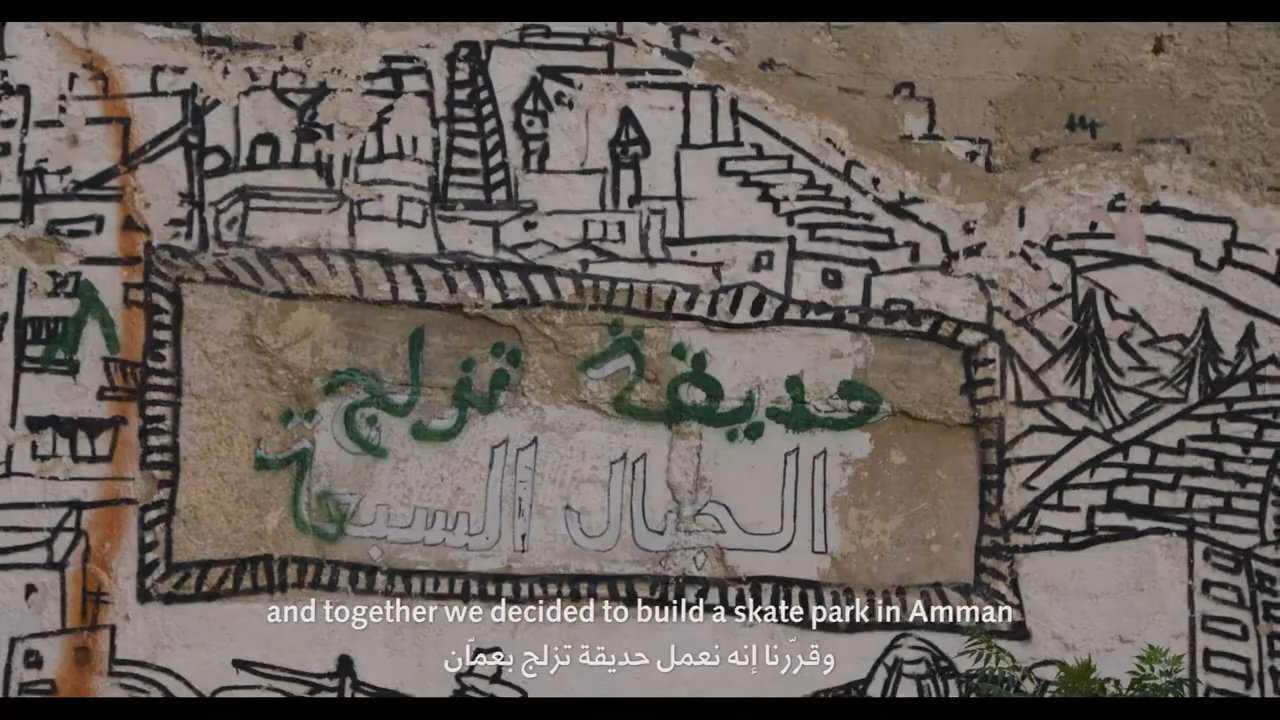 حديقة تزلج
الجبال السبعة
and together we decided to build a skate park in Amman
وقرّرنا إنه نعمل حديقة تزلج بعمّان